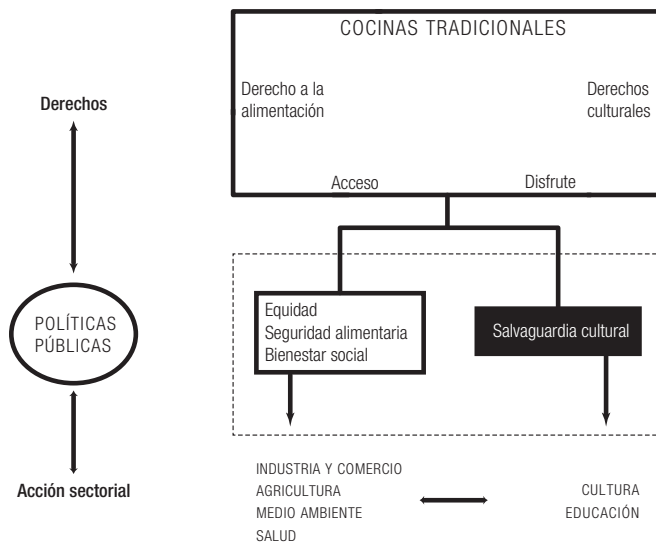 COCINAS TRADICIONALES
Derecho a la
alimentación
Derechos
culturales
Acceso
Disfrute
Derechos
POLÍTICAS
PÚBLICAS
Acción sectorial
Equidad
Seguridad alimentaria
Bienestar social
Salvaguardia cultural
INDUSTRIA Y COMERCIO
AGRICULTURA
MEDIO AMBIENTE
SALUD
CULTURA
EDUCACIÓN